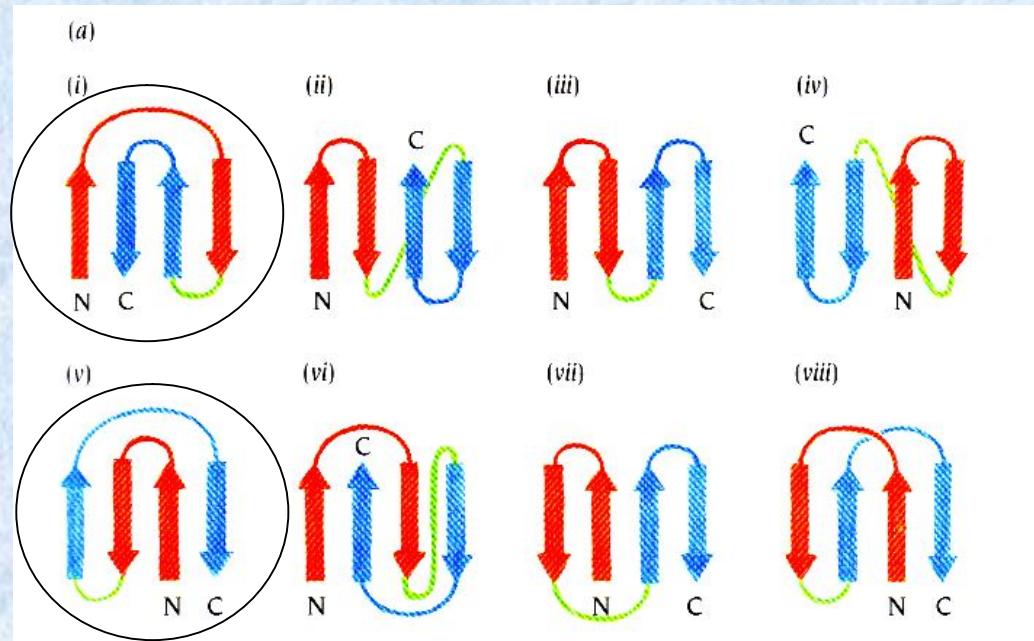 (a)
(i) (ii) (iii) (iv)
C C
N C N N C N
(v) (vi) (vii) (viii)
C
N C N N C N C